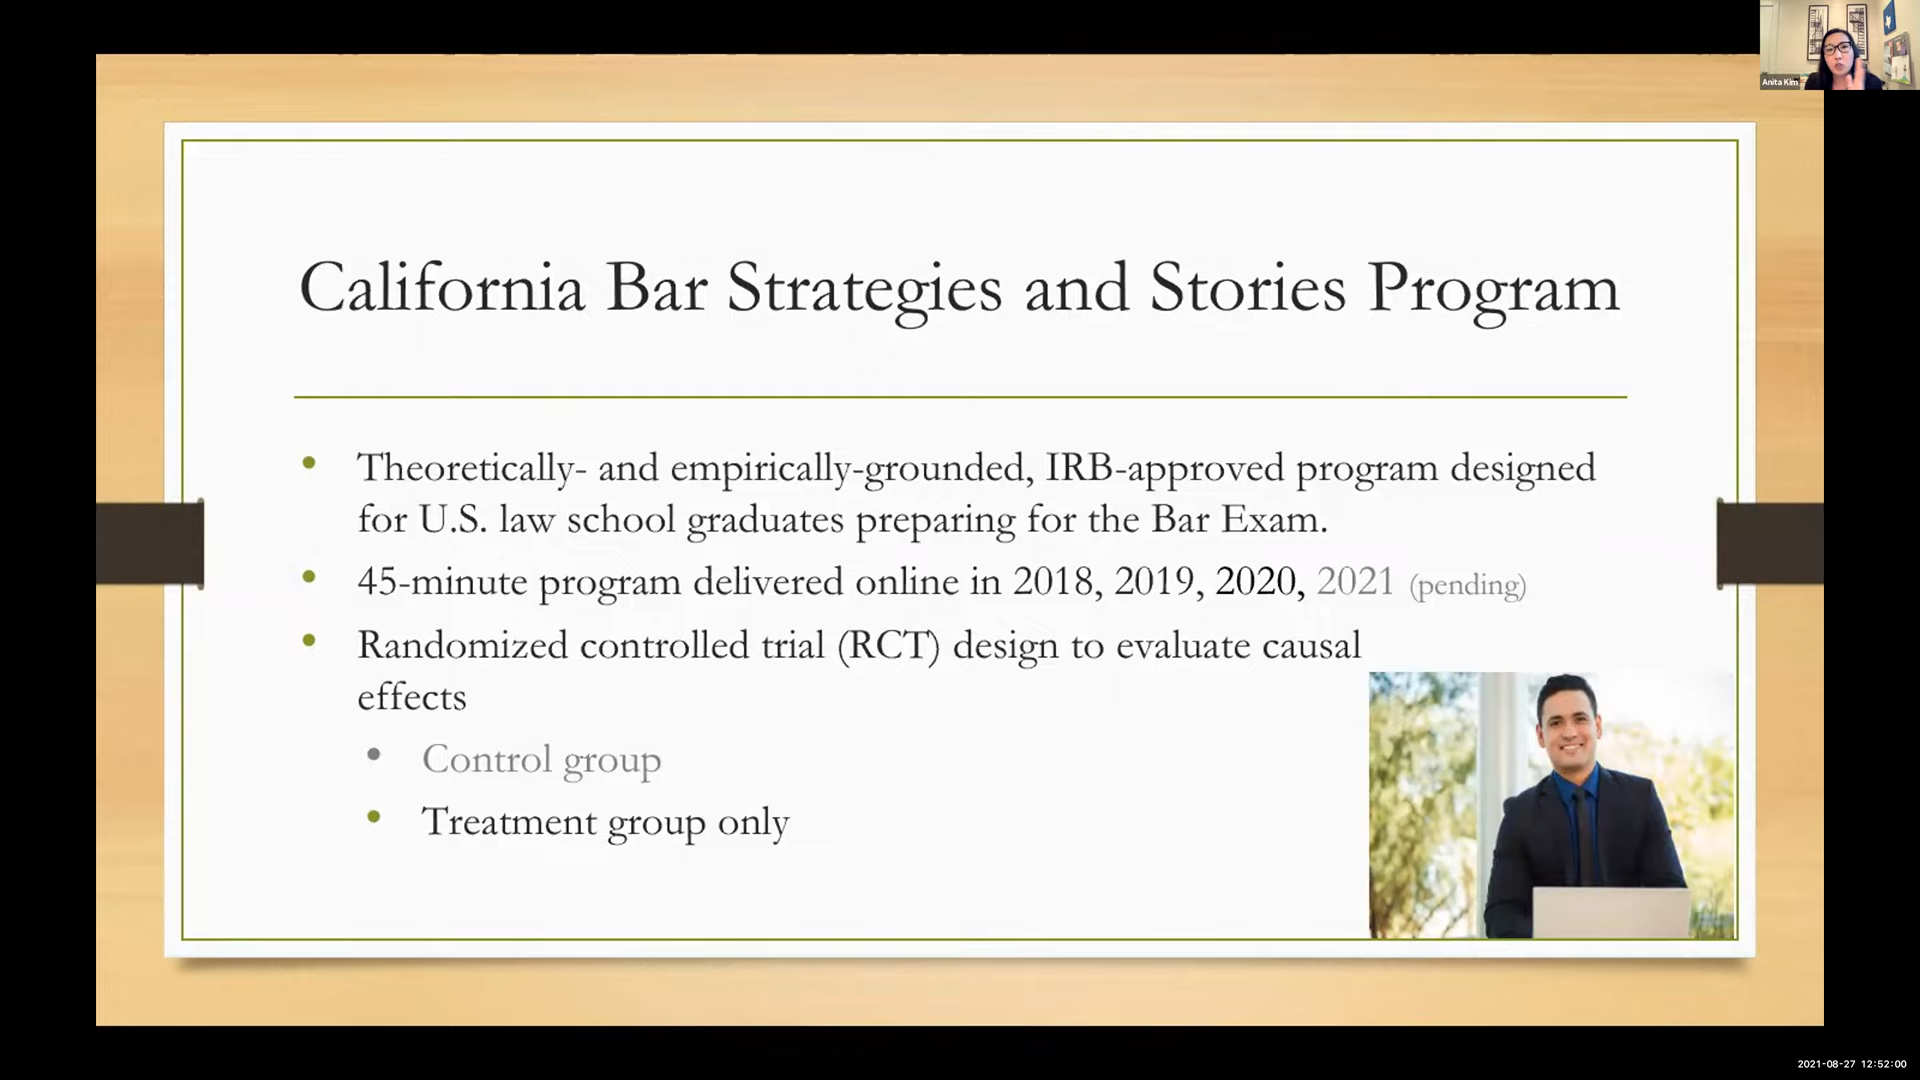 Anita Kim
California Bar Strategies and Stories Program
• Theoretically- and empirically-grounded, IRB-approved program designed
for U.S. law school graduates preparing for the Bar Exam.
• 45-minute program delivered online in 2018, 2019, 2020, 2021 (pending)
• Randomized controlled trial (RCT) design to evaluate causal
effects
• Control group
• Treatment group only
2021-08-27 12:52:00